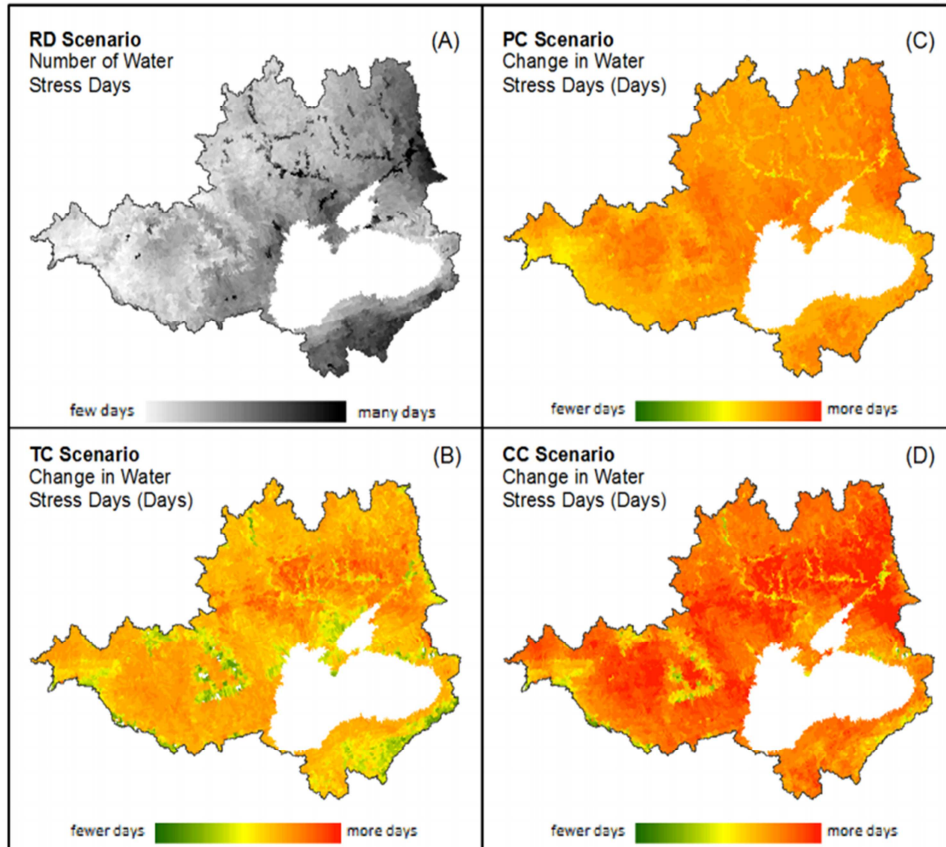 RD Scenario
Number of Water
Stress Days
(A)
few days
many days
PC Scenario
Change in Water
Stress Days (Days)
(C)
fewer days
more days
TC Scenario
Change in Water
Stress Days (Days)
(B)
fewer days
more days
CC Scenario
Change in Water
Stress Days (Days)
(D)
fewer days
more days